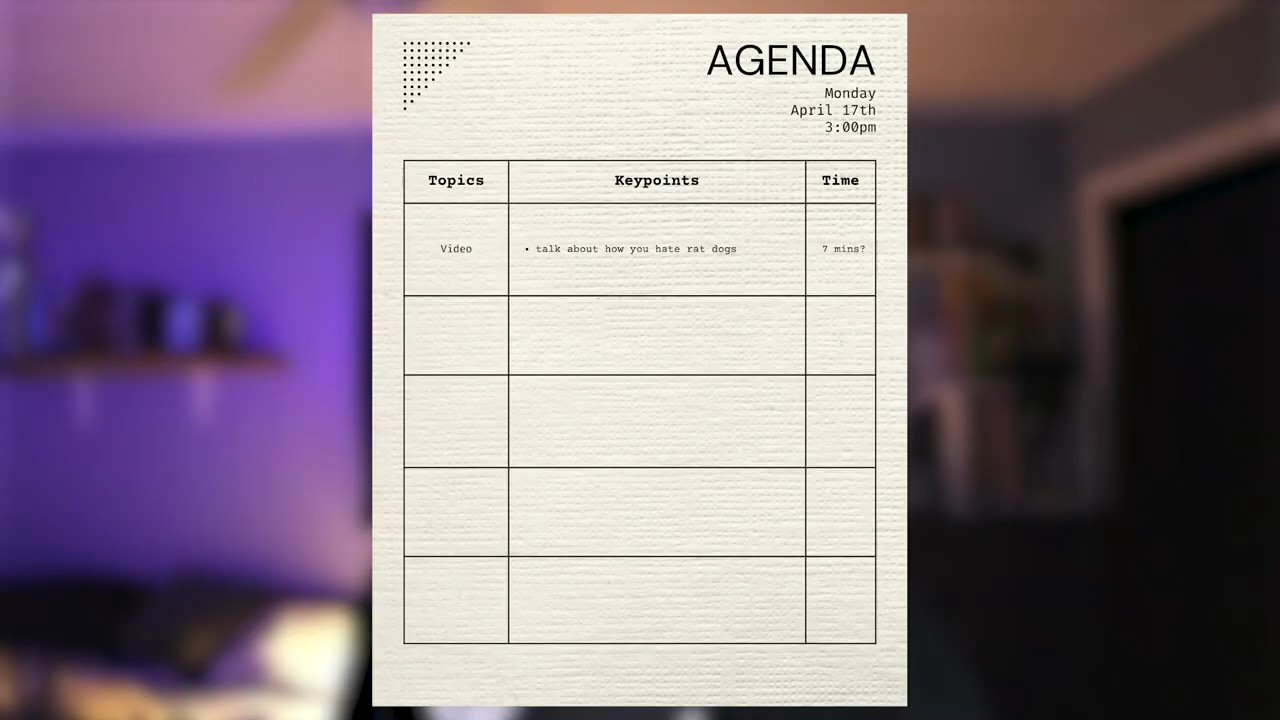 AGENDA
Monday
April 17th
3:00pm
Topics Keypoints Time
Video • talk about how you hate rat dogs 7 mins?